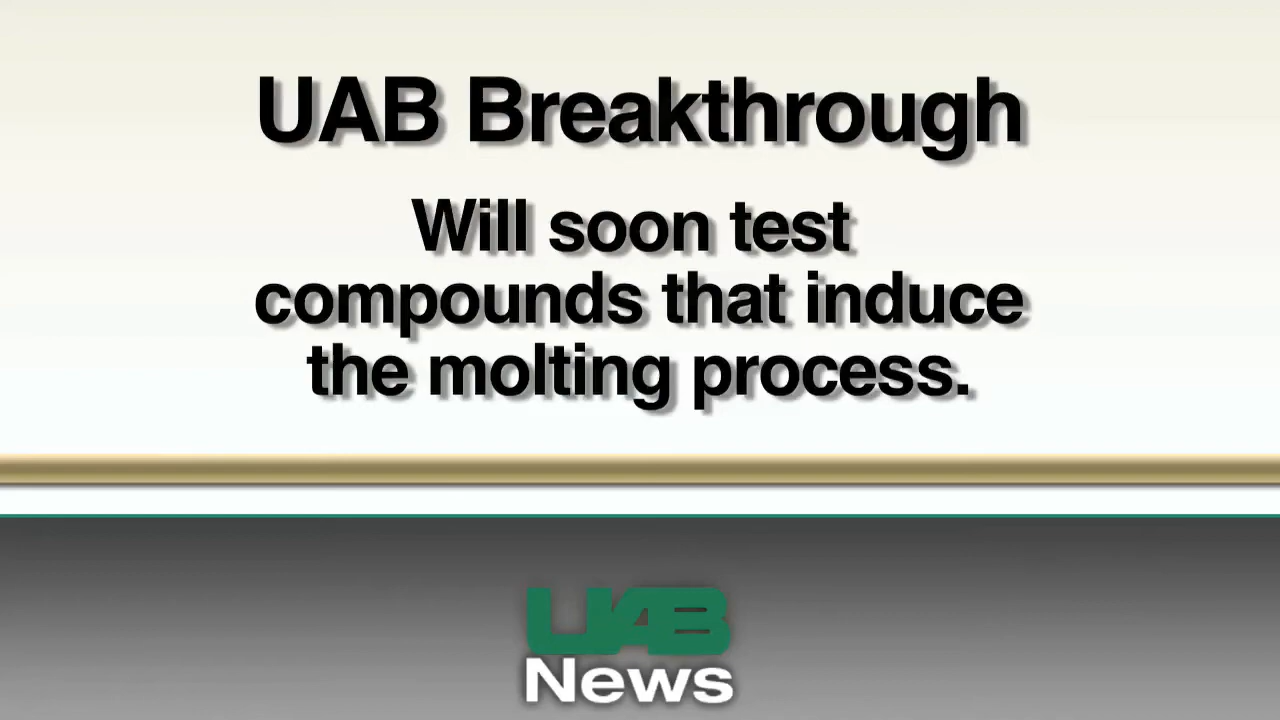 UAB Breakthrough
Will soon test
compounds that induce
the molting process.
UAB
News